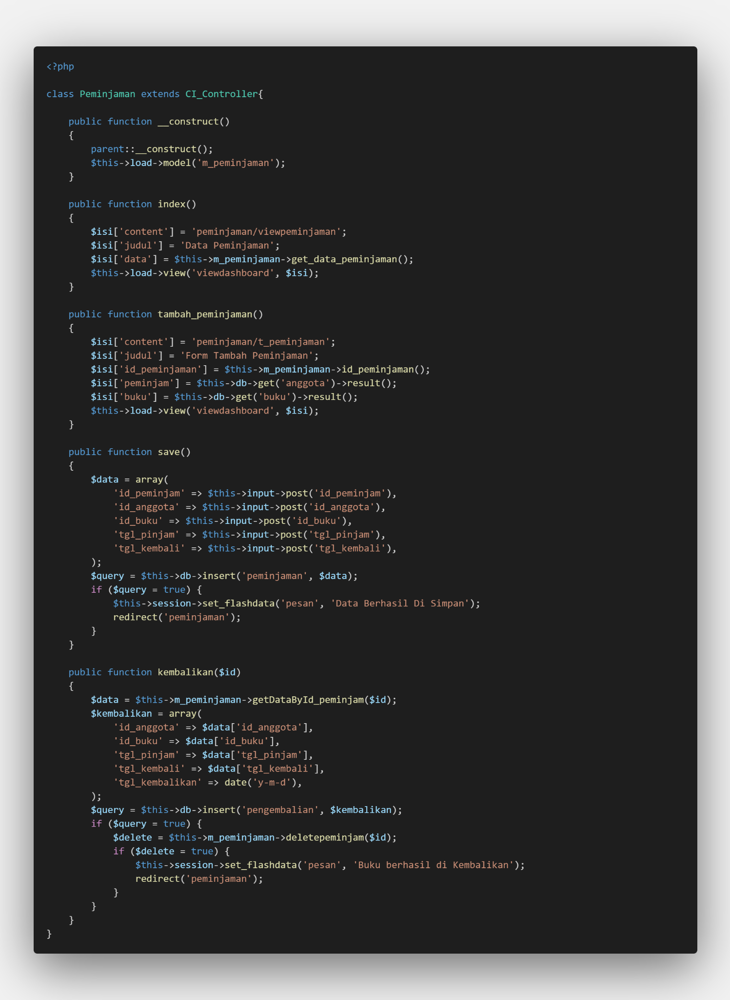 <?php
class Peminjaman extends CI_Controller{
    public function __construct()
    {
        parent::__construct();
        $this->load->model('m_peminjaman');
    }
    public function index()
    {
        $isi['content'] = 'peminjaman/viewpeminjaman';
        $isi['judul'] = 'Data Peminjaman';
        $isi['data'] = $this->m_peminjaman->get_data_peminjaman();
        $this->load->view('viewdashboard', $isi);
    }
    public function tambah_peminjaman()
    {
        $isi['content'] = 'peminjaman/t_peminjaman';
        $isi['judul'] = 'Form Tambah Peminjaman';
        $isi['id_peminjaman'] = $this->m_peminjaman->id_peminjaman();
        $isi['peminjam'] = $this->db->get('anggota')->result();
        $isi['buku'] = $this->db->get('buku')->result();
        $this->load->view('viewdashboard', $isi);
    }
    public function save()
    {
        $data = array(
            'id_peminjam' => $this->input->post('id_peminjam'),
            'id_anggota' => $this->input->post('id_anggota'),
            'id_buku' => $this->input->post('id_buku'),
            'tgl_pinjam' => $this->input->post('tgl_pinjam'),
            'tgl_kembali' => $this->input->post('tgl_kembali'),
        );
        $query = $this->db->insert('peminjaman', $data);
        if ($query = true) {
            $this->session->set_flashdata('pesan', 'Data Berhasil Di Simpan');
            redirect('peminjaman');
        }
    }
    public function kembalikan($id)
    {
        $data = $this->m_peminjaman->getDataById_peminjam($id);
        $kembalikan = array(
            'id_anggota' => $data['id_anggota'],
            'id_buku' => $data['id_buku'],
            'tgl_pinjam' => $data['tgl_pinjam'],
            'tgl_kembali' => $data['tgl_kembali'],
            'tgl_kembalikan' => date('y-m-d'),
        );
        $query = $this->db->insert('pengembalian', $kembalikan);
        if ($query = true) {
            $delete = $this->m_peminjaman->deletepeminjam($id);
            if ($delete = true) {
                $this->session->set_flashdata('pesan', 'Buku berhasil di Kembalikan');
                redirect('peminjaman');
            }
        }
    }
}